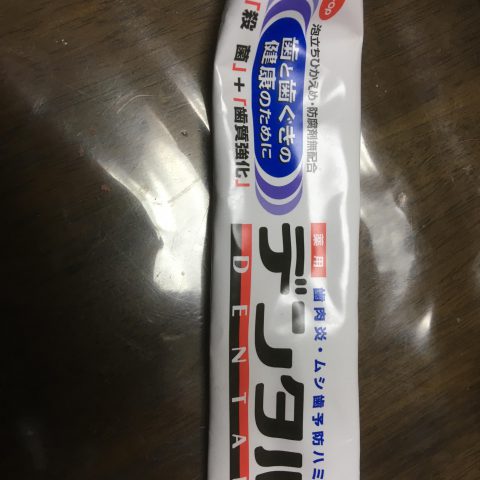 泡立ちひかえめ・防腐剤無配合
歯と歯ぐきの
健康のために
「殺菌」+「歯質強化」
薬用
歯肉炎・ムシ歯予防ハミ
デンタル
DENTA